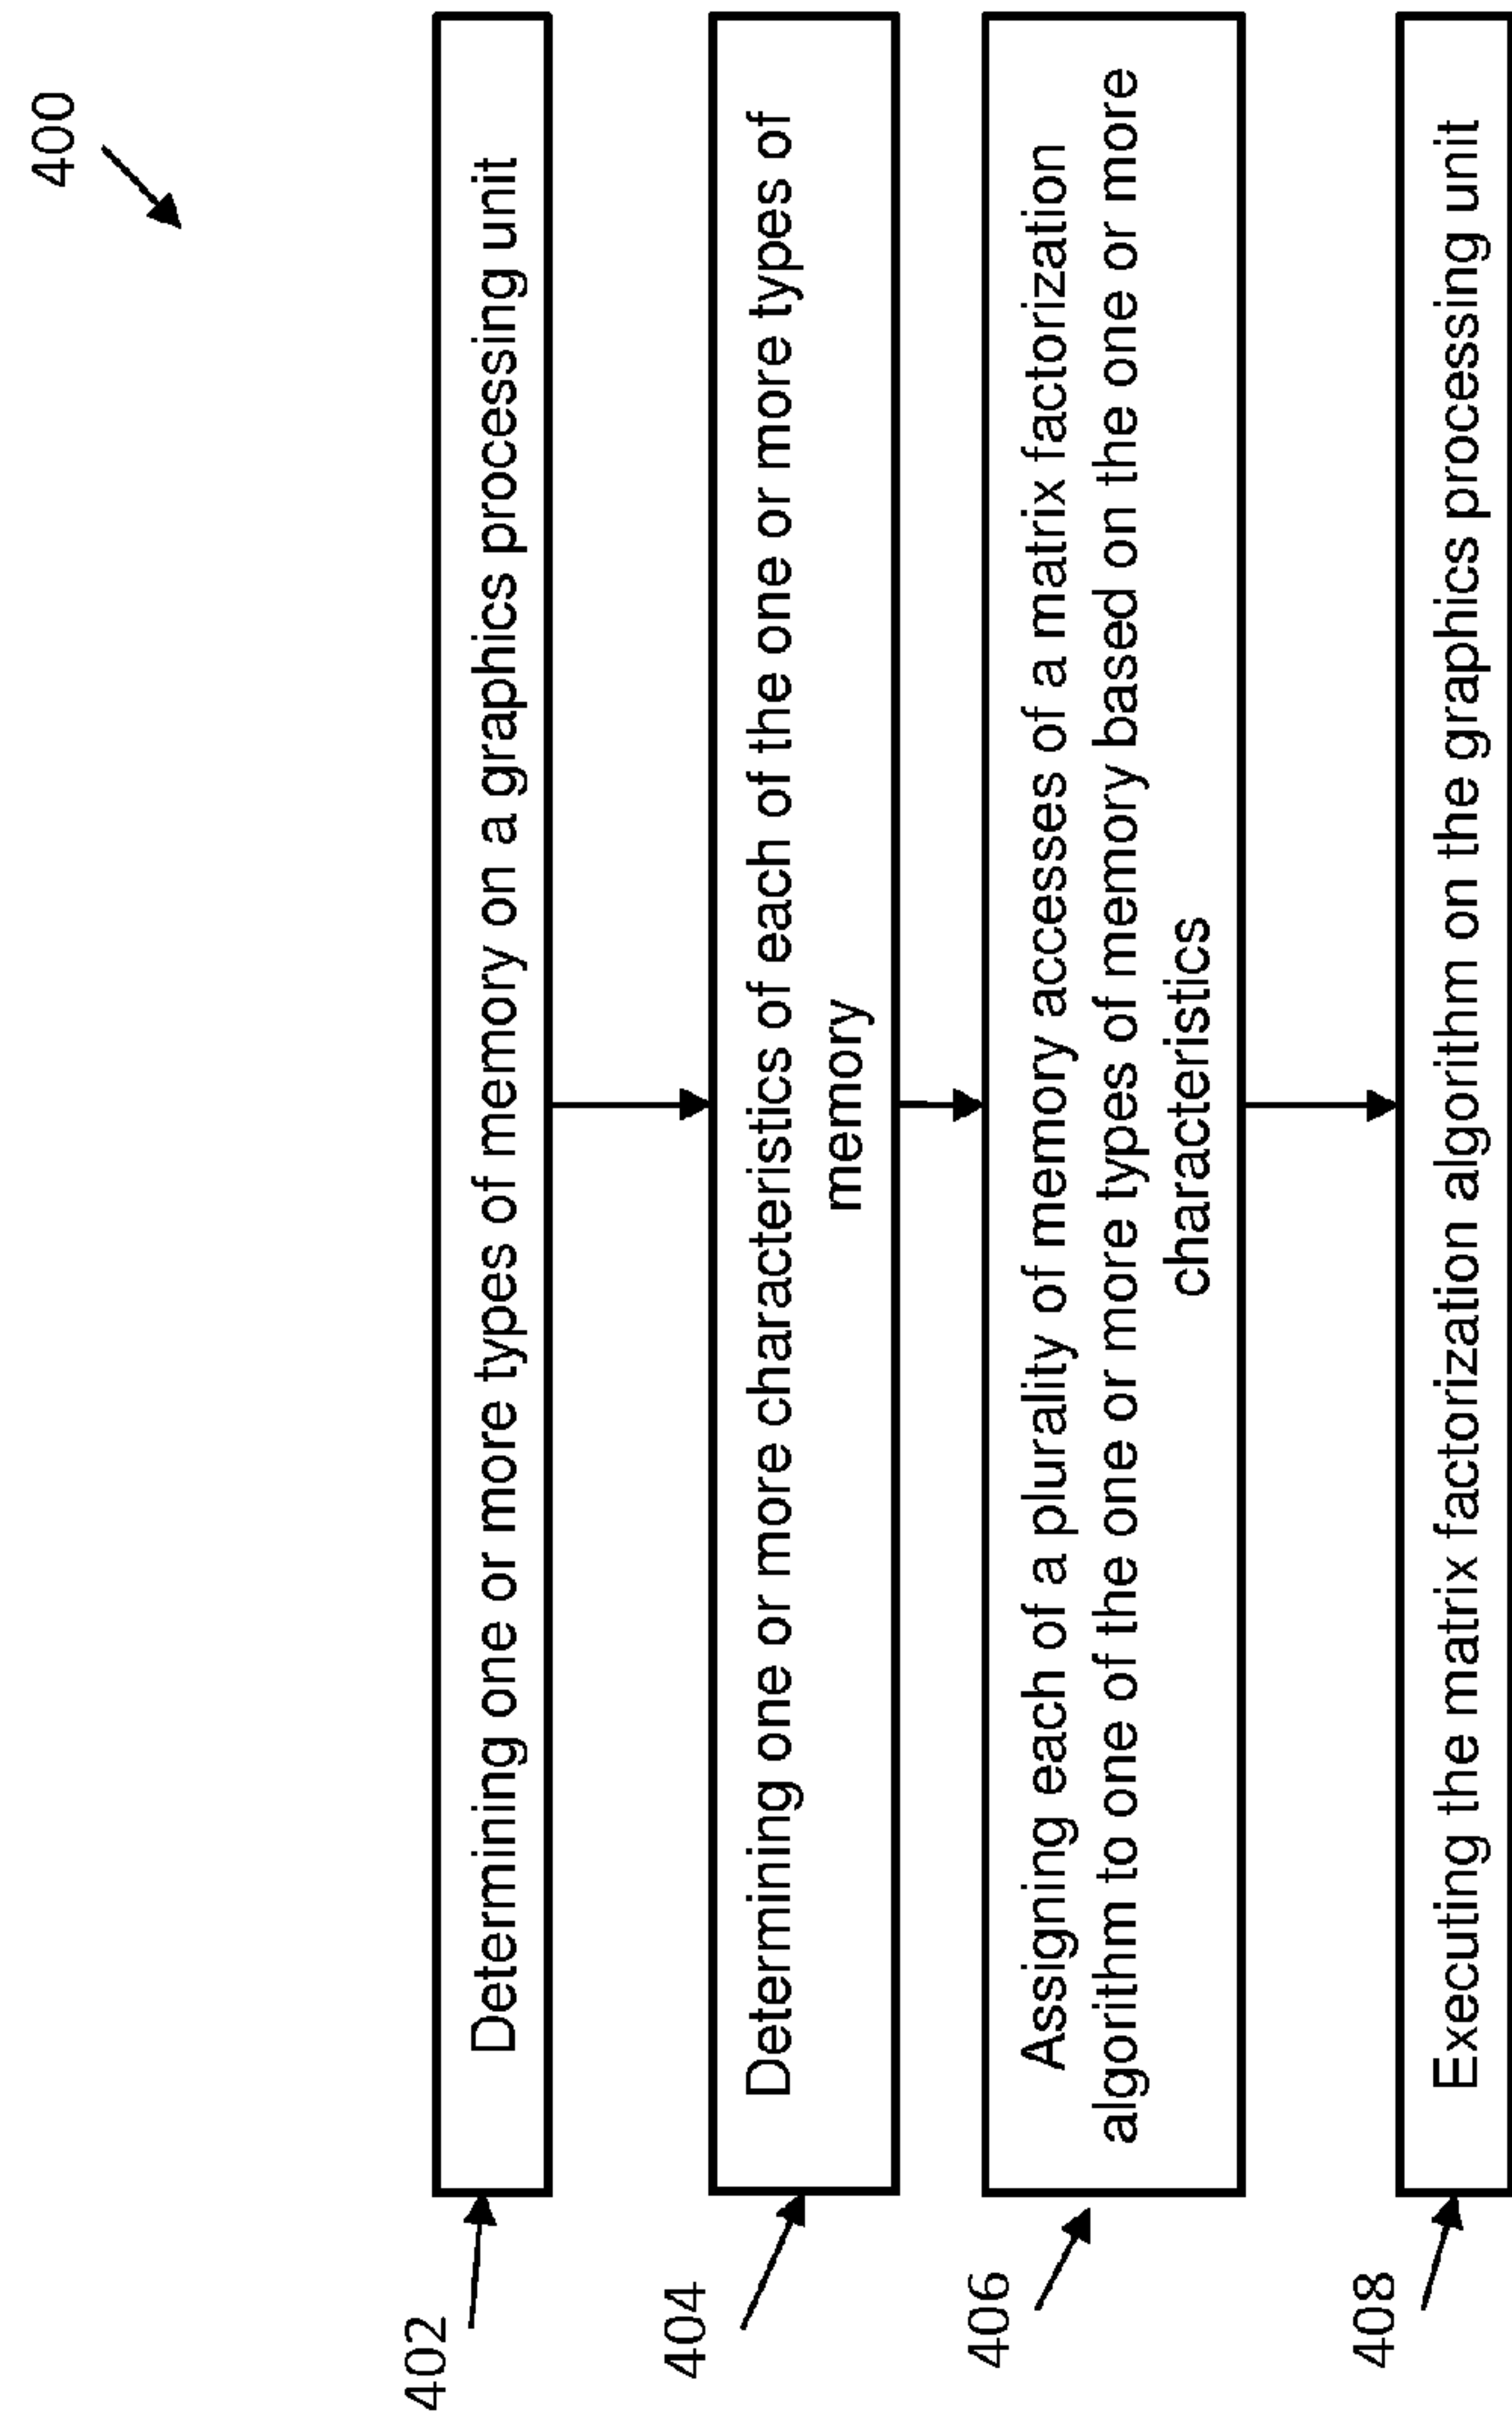 400
402
Determining one or more types of memory on a graphics processing unit
404
Determining one or more characteristics of each of the one or more types of
memory
406
Assigning each of a plurality of memory accesses of a matrix factorization
algorithm to one of the one or more types of memory based on the one or more
characteristics
408
Executing the matrix factorization algorithm on the graphics processing unit